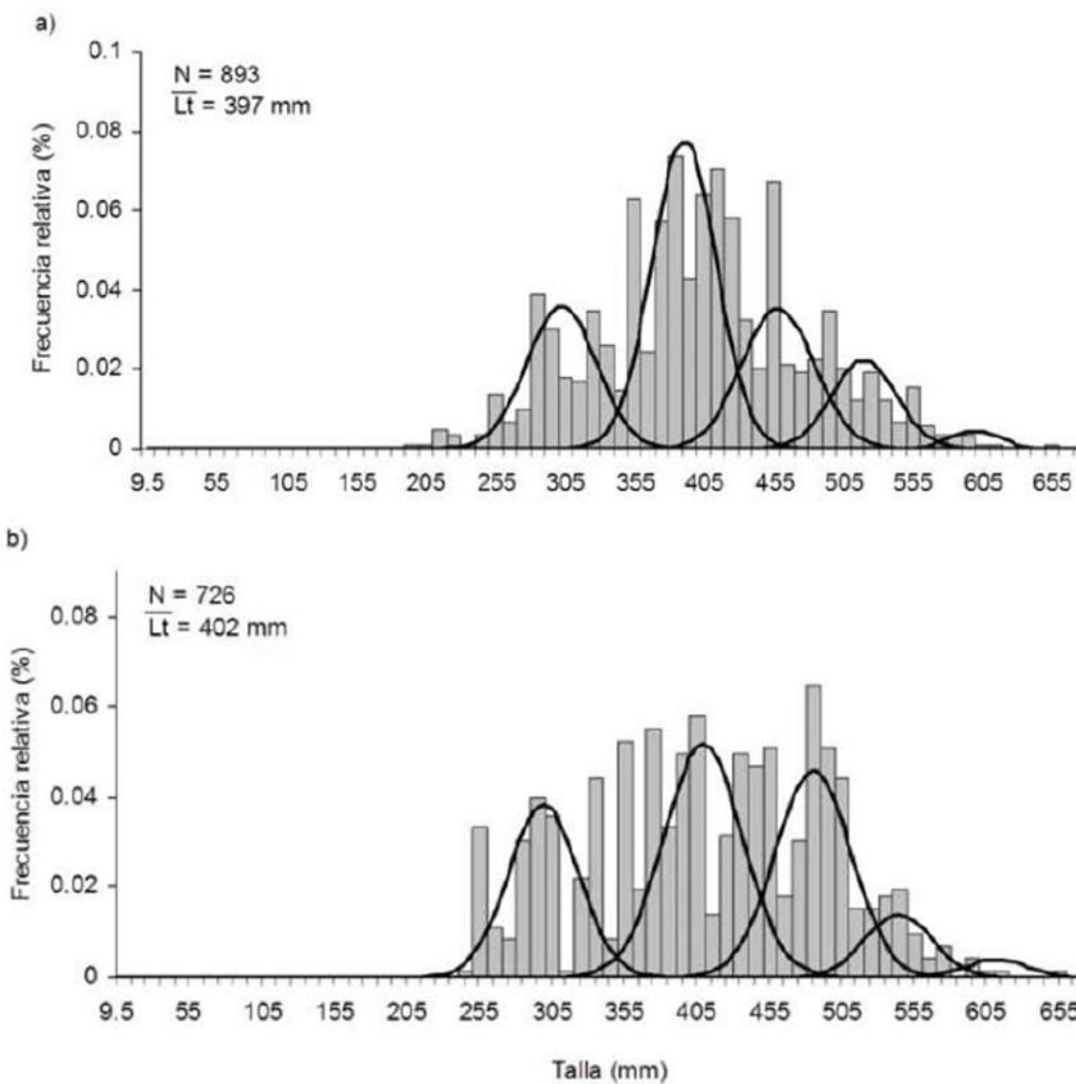 a)
0.1
0.08
0.06
0.04
0.02
0
Frecuencia relativa (%)
N = 893
Lt = 397 mm
9.5 55 105 155 205 255 305 355 405 455 505 555 605 655
b)
0.08
0.06
0.04
0.02
0
Frecuencia relativa (%)
N = 726
Lt = 402 mm
9.5 55 105 155 205 255 305 355 405 455 505 555 605 655
Talla (mm)